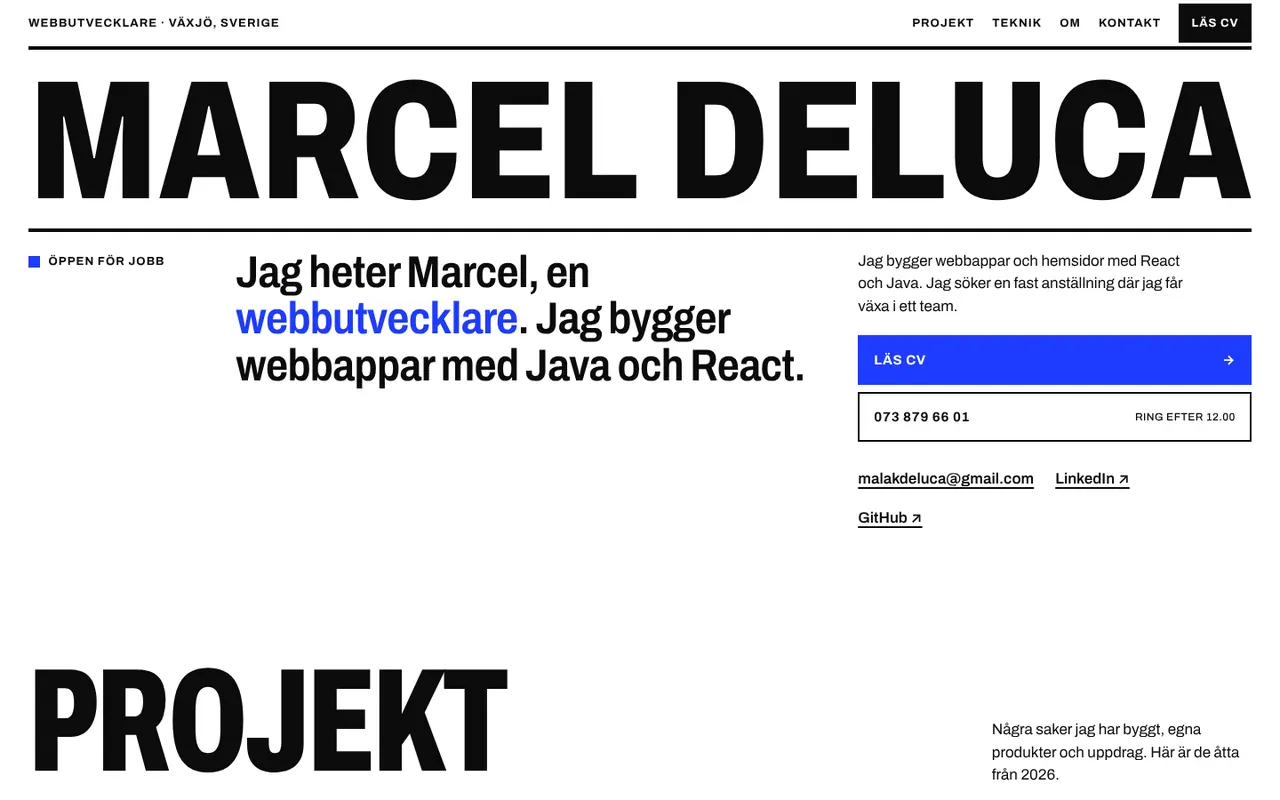 WEBBUTVECKLARE · VÄXJÖ, SVERIGE
PROJEKT TEKNIK OM KONTAKT LÄS CV
MARCEL DELUCA
ÖPPEN FÖR JOBB
Jag heter Marcel, en
webbutvecklare. Jag bygger
webbappar med Java och React.
Jag bygger webbappar och hemsidor med React
och Java. Jag söker en fast anställning där jag får
växa i ett team.
LÄS CV →
073 879 66 01 RING EFTER 12.00
malakdeluca@gmail.com LinkedIn ↗
GitHub ↗
PROJEKT
Några saker jag har byggt, egna
produkter och uppdrag. Här är de åtta
från 2026.